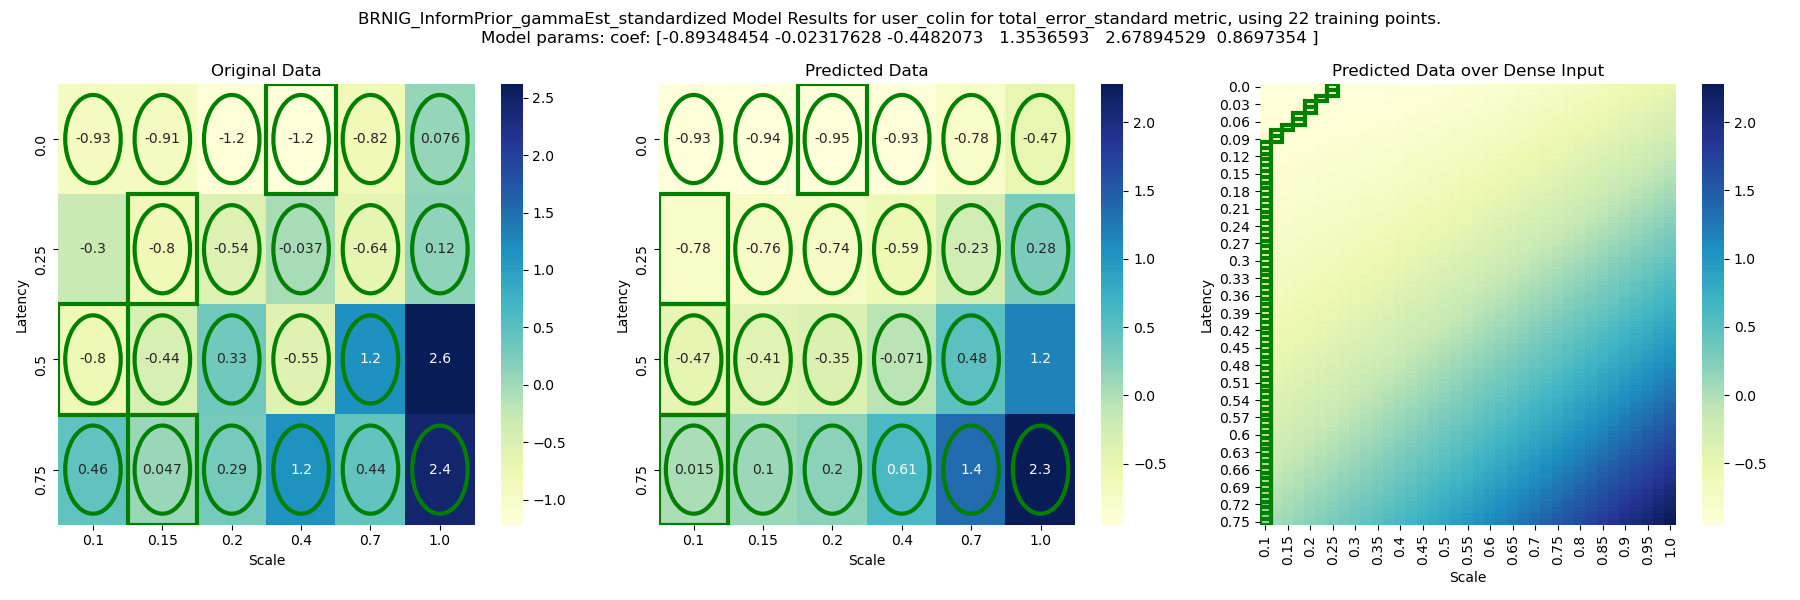 BRNIG_InformPrior_gammaEst_standardized Model Results for user_colin for total_error_standard metric, using 22 training points.
Model params: coef: [-0.89348454 -0.02317628 -0.4482073   1.3536593   2.67894529  0.8697354 ]
Original Data
Latency
0.0
-0.93 -0.91 -1.2 -1.2 -0.82 0.076
0.25
-0.3 -0.8 -0.54 -0.037 -0.64 0.12
0.5
-0.8 -0.44 0.33 -0.55 1.2 2.6
0.75
0.46 0.047 0.29 1.2 0.44 2.4
0.1 0.15 0.2 0.4 0.7 1.0
Scale
2.5
2.0
1.5
1.0
0.5
0.0
−0.5
−1.0
Predicted Data
Latency
0.0
-0.93 -0.94 -0.95 -0.93 -0.78 -0.47
0.25
-0.78 -0.76 -0.74 -0.59 -0.23 0.28
0.5
-0.47 -0.41 -0.35 -0.071 0.48 1.2
0.75
0.015 0.1 0.2 0.61 1.4 2.3
0.1 0.15 0.2 0.4 0.7 1.0
Scale
2.0
1.5
1.0
0.5
0.0
−0.5
Predicted Data over Dense Input
Latency
0.0
0.03
0.06
0.09
0.12
0.15
0.18
0.21
0.24
0.27
0.3
0.33
0.36
0.39
0.42
0.45
0.48
0.51
0.54
0.57
0.6
0.63
0.66
0.69
0.72
0.75
0.1 0.15 0.2 0.25 0.3 0.35 0.4 0.45 0.5 0.55 0.6 0.65 0.7 0.75 0.8 0.85 0.9 0.95 1.0
Scale
2.0
1.5
1.0
0.5
0.0
−0.5